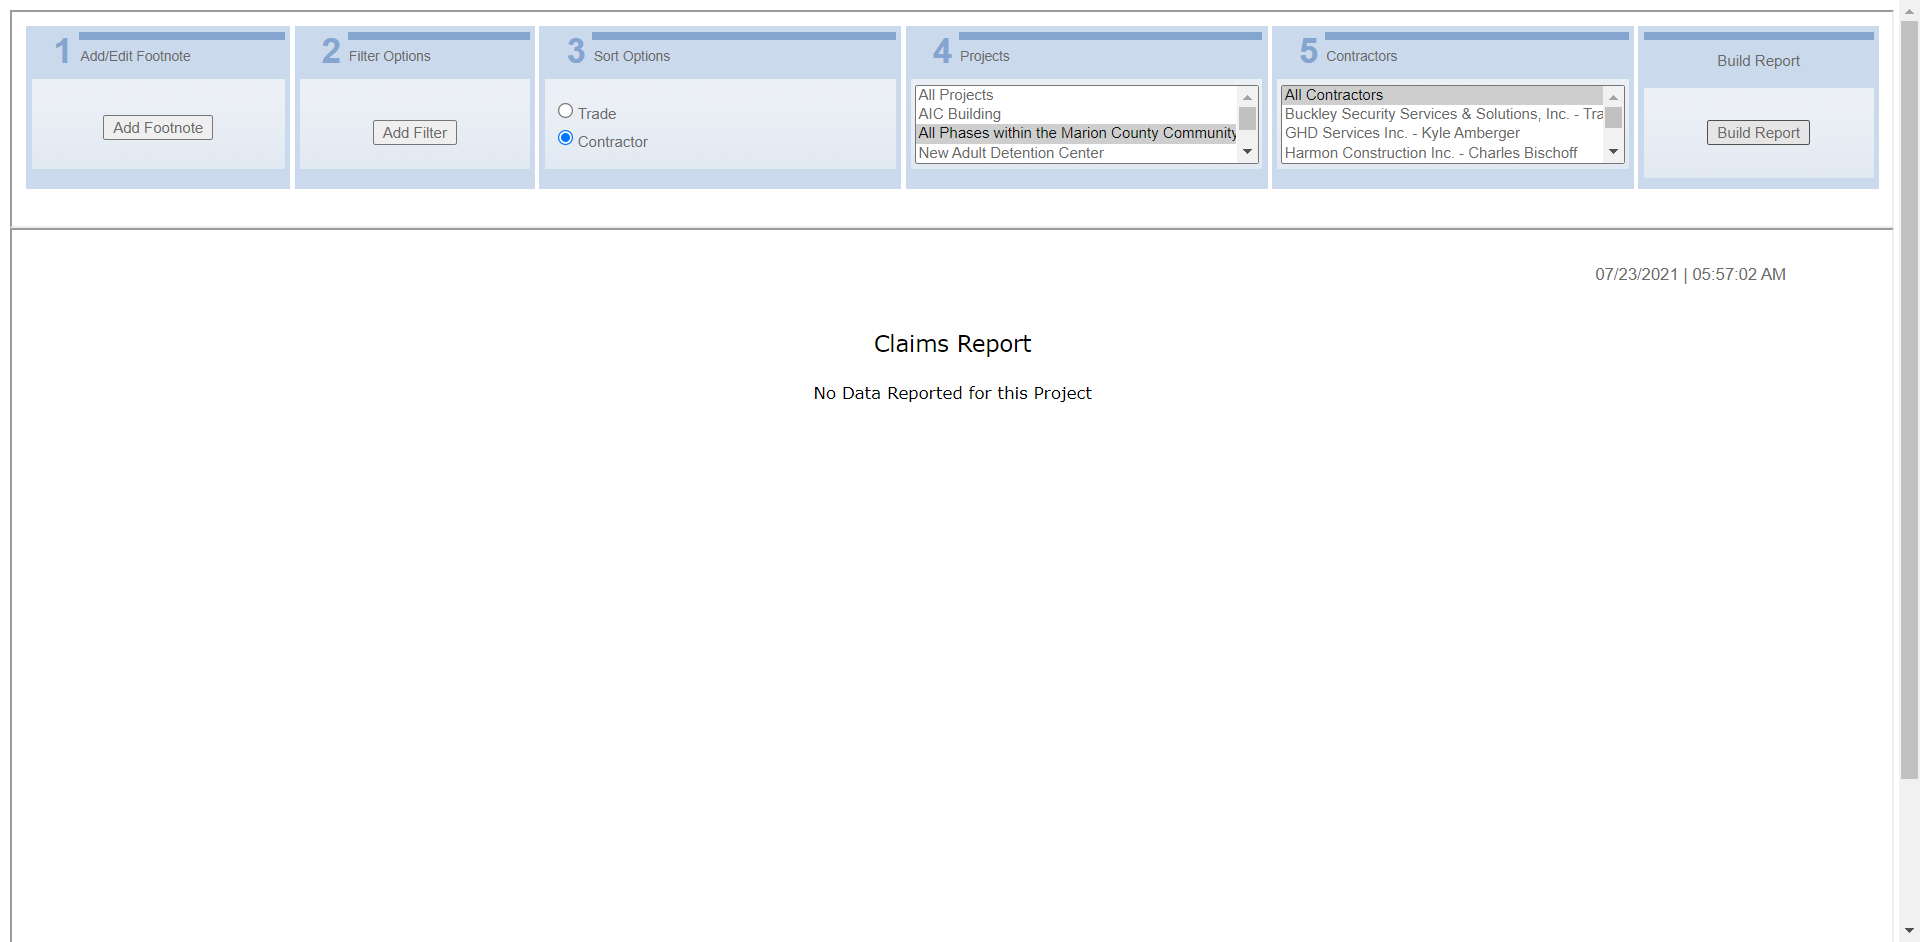 1 Add/Edit Footnote
Add Footnote
2 Filter Options
Add Filter
3 Sort Options
Trade
Contractor
4 Projects
All Projects
AIC Building
All Phases within the Marion County Community
New Adult Detention Center
5 Contractors
All Contractors
Buckley Security Services & Solutions, Inc. - Tra
GHD Services Inc. - Kyle Amberger
Harmon Construction Inc. - Charles Bischoff
Build Report
Build Report
07/23/2021 | 05:57:02 AM
Claims Report
No Data Reported for this Project